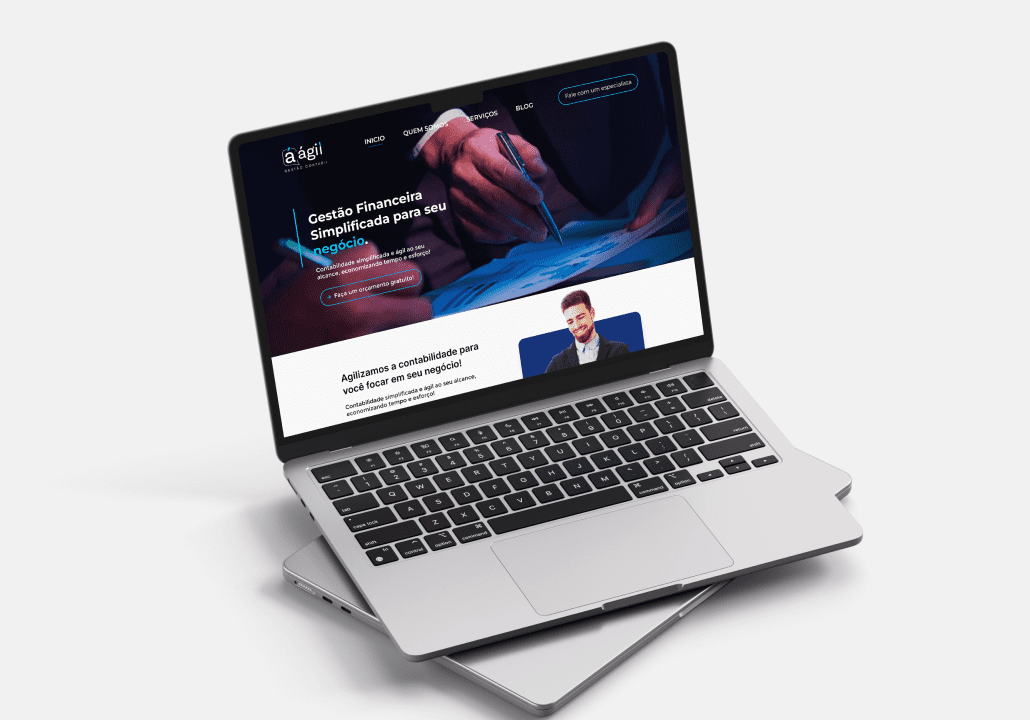 áágil
GESTÃO CONTÁBIL
INICIO
QUEM SOMOS
SERVIÇOS
BLOG
Fale com um especialista
Gestão Financeira
Simplificada para seu
negócio.
Contabilidade simplificada e ágil ao seu
alcance, economizando tempo e esforço!
Faça um orçamento gratuito!
Agilizamos a contabilidade para
você focar em seu negócio!
Contabilidade simplificada e ágil ao seu alcance,
economizando tempo e esforço!
esc
delete
tab
Q W E R T Y U I O P
caps lock
A S D F G H J K L
return
shift
Z X C V B N M
shift
fn control option command
command option